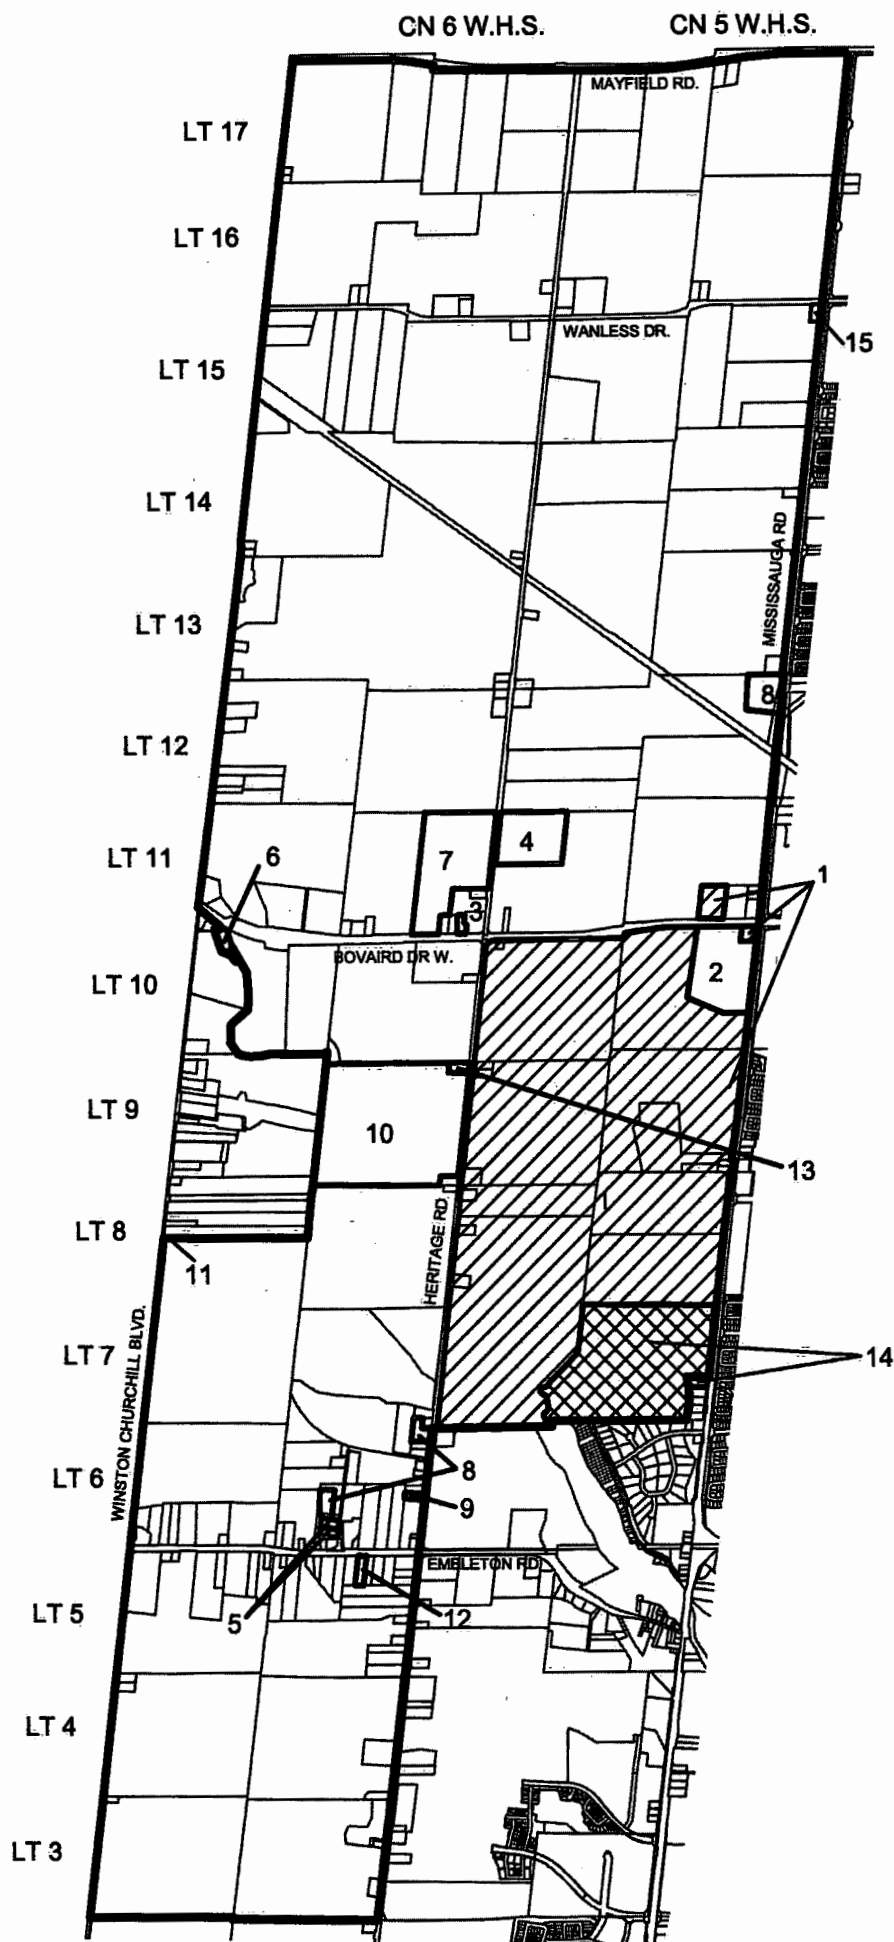 CN 6 W.H.S.
CN 5 W.H.S.
MAYFIELD RD.
LT 17
LT 16
WANLESS DR.
15
LT 15
LT 14
MISSISSAUGA RD
LT 13
8
LT 12
4
7
LT 11
6
1
3
BOVAIRD DR W.
2
LT 10
LT 9
10
13
LT 8
HERITAGE RD
11
WINSTON CHURCHILL BLVD.
LT 7
14
LT 6
8
9
EMBLETON RD
12
5
LT 5
LT 4
LT 3